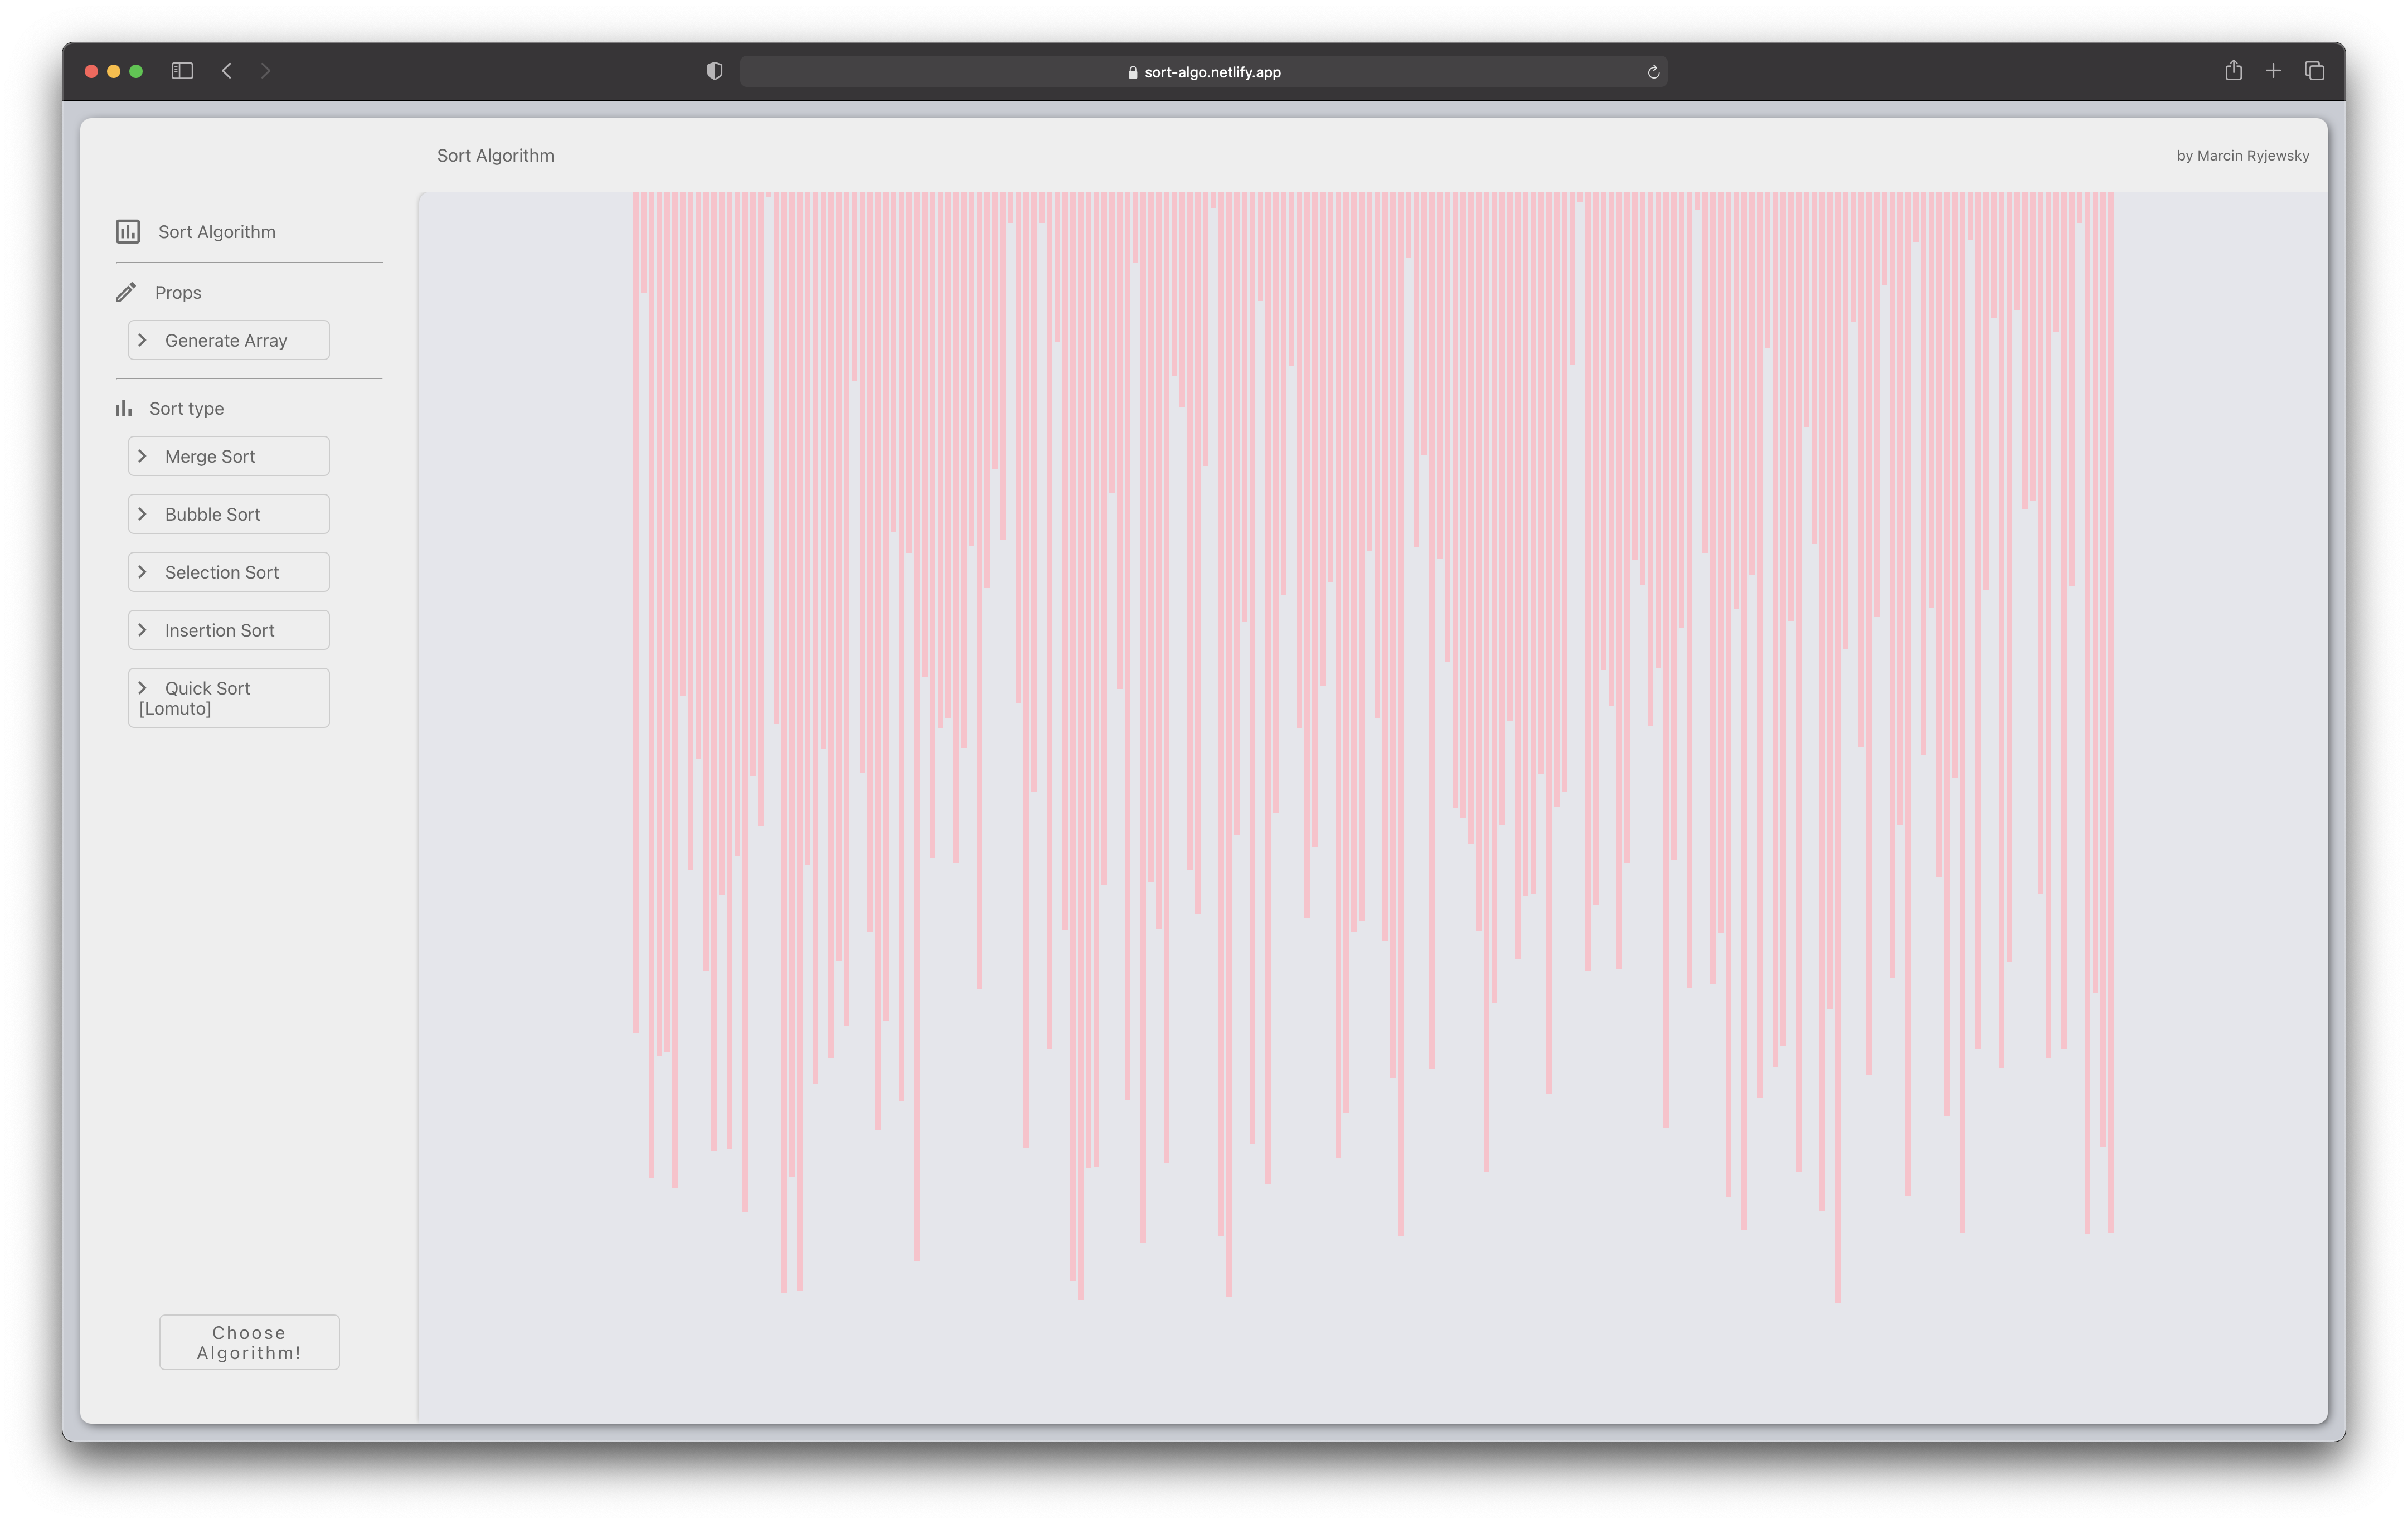 sort-algo.netlify.app
Sort Algorithm
by Marcin Ryjewsky
Sort Algorithm
Props
Generate Array
Sort type
Merge Sort
Bubble Sort
Selection Sort
Insertion Sort
Quick Sort
[Lomuto]
Choose
Algorithm!